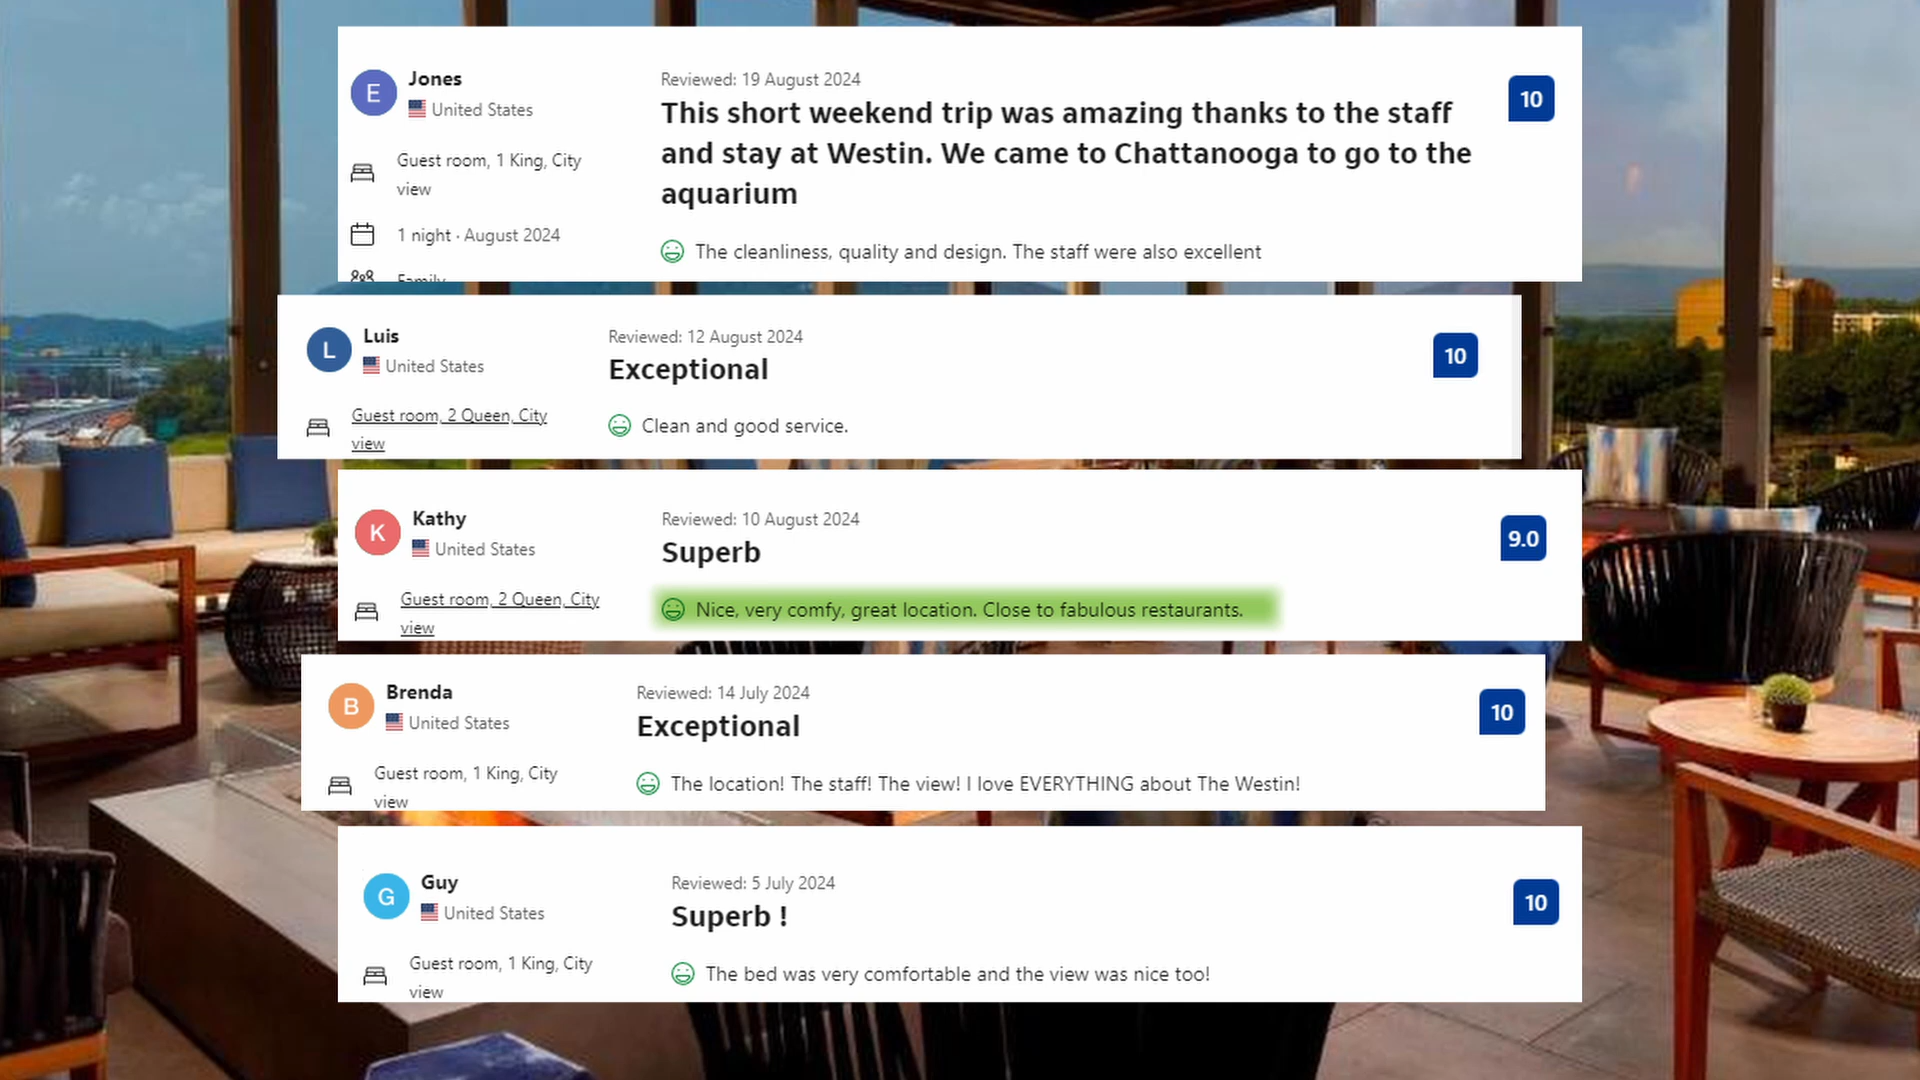 E
Jones
United States
Guest room, 1 King, City
view
1 night · August 2024
Family
Reviewed: 19 August 2024
This short weekend trip was amazing thanks to the staff
and stay at Westin. We came to Chattanooga to go to the
aquarium
The cleanliness, quality and design. The staff were also excellent
10
L
Luis
United States
Guest room, 2 Queen, City
view
Reviewed: 12 August 2024
Exceptional
Clean and good service.
10
K
Kathy
United States
Guest room, 2 Queen, City
view
Reviewed: 10 August 2024
Superb
Nice, very comfy, great location. Close to fabulous restaurants.
9.0
B
Brenda
United States
Guest room, 1 King, City
view
Reviewed: 14 July 2024
Exceptional
The location! The staff! The view! I love EVERYTHING about The Westin!
10
G
Guy
United States
Guest room, 1 King, City
view
Reviewed: 5 July 2024
Superb !
The bed was very comfortable and the view was nice too!
10